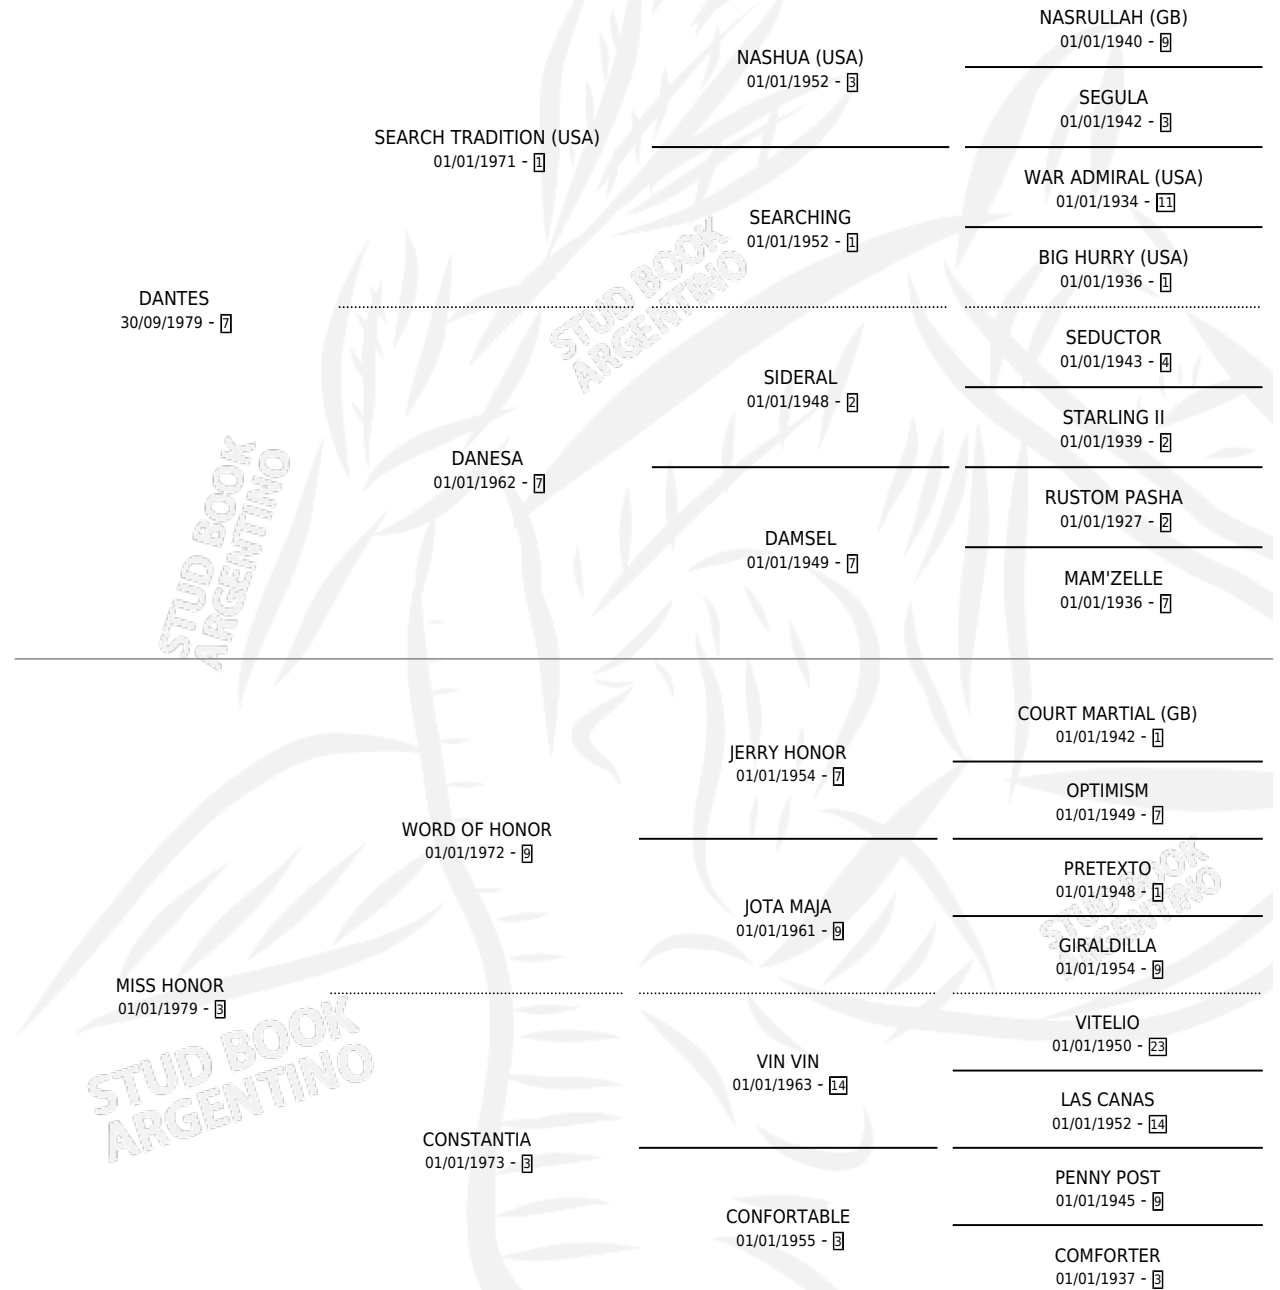 NASRULLAH (GB)
01/01/1940 - 9
NASHUA (USA)
01/01/1952 - 3
SEGULA
01/01/1942 - 3
SEARCH TRADITION (USA)
01/01/1971 - 1
WAR ADMIRAL (USA)
01/01/1934 - 11
SEARCHING
01/01/1952 - 1
BIG HURRY (USA)
01/01/1936 - 1
DANTES
30/09/1979 - 7
SEDUCTOR
01/01/1943 - 4
SIDERAL
01/01/1948 - 2
STARLING II
01/01/1939 - 2
DANESA
01/01/1962 - 7
RUSTOM PASHA
01/01/1927 - 2
DAMSEL
01/01/1949 - 7
MAM'ZELLE
01/01/1936 - 7
COURT MARTIAL (GB)
01/01/1942 - 1
JERRY HONOR
01/01/1954 - 7
OPTIMISM
01/01/1949 - 7
WORD OF HONOR
01/01/1972 - 9
PRETEXTO
01/01/1948 - 1
JOTA MAJA
01/01/1961 - 9
GIRALDILLA
01/01/1954 - 9
MISS HONOR
01/01/1979 - 3
VITELIO
01/01/1950 - 23
VIN VIN
01/01/1963 - 14
LAS CANAS
01/01/1952 - 14
CONSTANTIA
01/01/1973 - 3
PENNY POST
01/01/1945 - 9
CONFORTABLE
01/01/1955 - 3
COMFORTER
01/01/1937 - 3
STUD BOOK
ARGENTINO
STUD BOOK
ARGENTINO
STUD BOOK
ARGENTINO
STUD BOOK
ARGENTINO